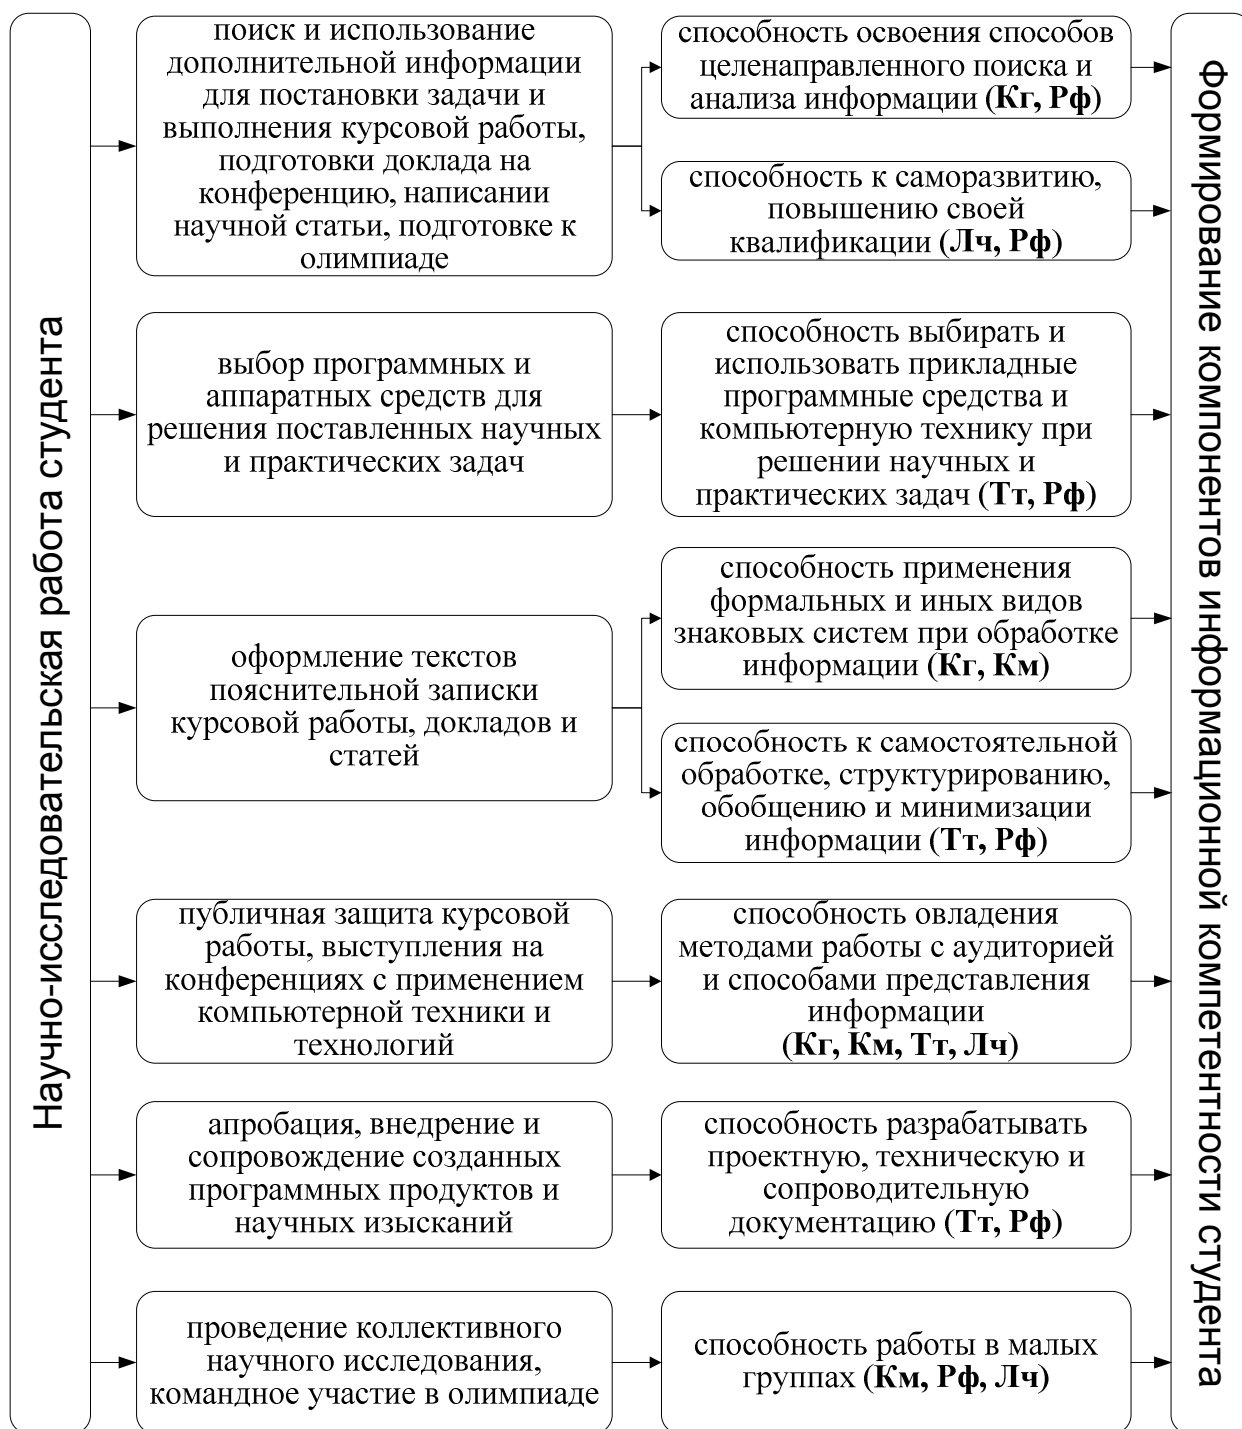 Научно-исследовательская работа студента
поиск и использование
дополнительной информации
для постановки задачи и
выполнения курсовой работы,
подготовки доклада на
конференцию, написании
научной статьи, подготовке к
олимпиаде
способность освоения способов
целенаправленного поиска и
анализа информации (Кг, Рф)
способность к саморазвитию,
повышению своей
квалификации (Лч, Рф)
выбор программных и
аппаратных средств для
решения поставленных научных
и практических задач
способность выбирать и
использовать прикладные
программные средства и
компьютерную технику при
решении научных и
практических задач (Тт, Рф)
оформление текстов
пояснительной записки
курсовой работы, докладов и
статей
способность применения
формальных и иных видов
знаковых систем при обработке
информации (Кг, Км)
способность к самостоятельной
обработке, структурированию,
обобщению и минимизации
информации (Тт, Рф)
публичная защита курсовой
работы, выступления на
конференциях с применением
компьютерной техники и
технологий
способность овладения
методами работы с аудиторией
и способами представления
информации
(Кг, Км, Тт, Лч)
апробация, внедрение и
сопровождение созданных
программных продуктов и
научных изысканий
способность разрабатывать
проектную, техническую и
сопроводительную
документацию (Тт, Рф)
проведение коллективного
научного исследования,
командное участие в олимпиаде
способность работы в малых
группах (Км, Рф, Лч)
Формирование компонентов информационной компетентности студента